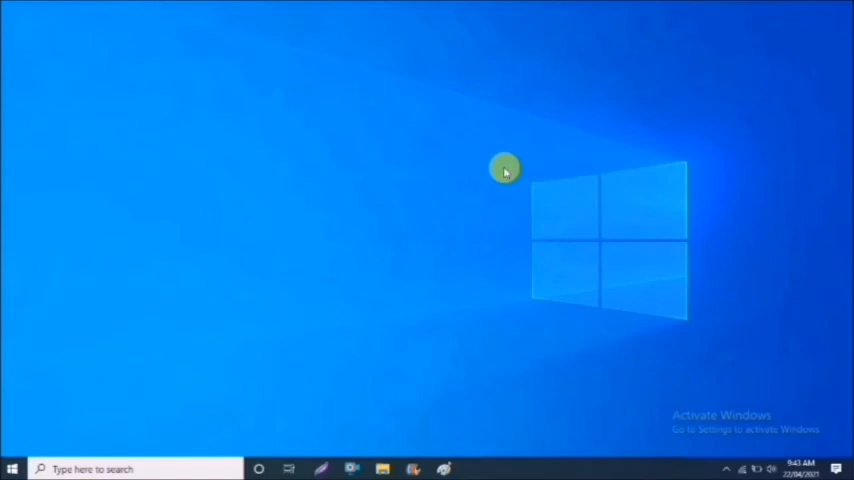 Activate Windows
Go to Settings to activate Windows.
Type here to search
9:43 AM
22/04/2021